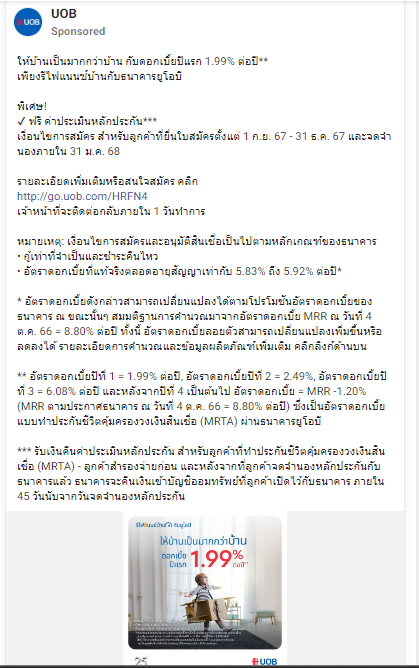 UOB
Sponsored
ให้บ้านเป็นมากกว่าบ้าน กับดอกเบี้ยปีแรก 1.99% ต่อปี**
เพียงรีไฟแนนซ์บ้านกับธนาคารยูโอบี
พิเศษ!
✓ ฟรี ค่าประเมินหลักประกัน***
เงื่อนไขการสมัคร สำหรับลูกค้าที่ยื่นใบสมัครตั้งแต่ 1 ก.ย. 67 - 31 ธ.ค. 67 และจดจำ
นองภายใน 31 ม.ค. 68
รายละเอียดเพิ่มเติมหรือสนใจสมัคร คลิก
http://go.uob.com/HRFN4
เจ้าหน้าที่จะติดต่อกลับภายใน 1 วันทำการ
หมายเหตุ: เงื่อนไขการสมัครและอนุมัติสินเชื่อเป็นไปตามหลักเกณฑ์ของธนาคาร
• กู้เท่าที่จำเป็นและชำระคืนไหว
• อัตราดอกเบี้ยที่แท้จริงตลอดอายุสัญญาเท่ากับ 5.83% ถึง 5.92% ต่อปี*
* อัตราดอกเบี้ยดังกล่าวสามารถเปลี่ยนแปลงได้ตามโปรโมชันอัตราดอกเบี้ยของ
ธนาคาร ณ ขณะนั้นๆ สมมติฐานการคำนวณมาจากอัตราดอกเบี้ย MRR ณ วันที่ 4
ต.ค. 66 = 8.80% ต่อปี ทั้งนี้ อัตราดอกเบี้ยลอยตัวสามารถเปลี่ยนแปลงเพิ่มขึ้นหรือ
ลดลงได้ รายละเอียดการคำนวณและข้อมูลผลิตภัณฑ์เพิ่มเติม คลิกลิงก์ด้านบน
** อัตราดอกเบี้ยปีที่ 1 = 1.99% ต่อปี, อัตราดอกเบี้ยปีที่ 2 = 2.49%, อัตราดอกเบี้ยปี
ที่ 3 = 6.08% ต่อปี และหลังจากปีที่ 4 เป็นต้นไป อัตราดอกเบี้ย = MRR -1.20%
(MRR ตามประกาศธนาคาร ณ วันที่ 4 ต.ค. 66 = 8.80% ต่อปี) ซึ่งเป็นอัตราดอกเบี้ย
แบบทำประกันชีวิตคุ้มครองวงเงินสินเชื่อ (MRTA) ผ่านธนาคารยูโอบี
*** รับเงินคืนค่าประเมินหลักประกัน สำหรับลูกค้าที่ทำประกันชีวิตคุ้มครองวงเงินสิน
เชื่อ (MRTA) - ลูกค้าสำรองจ่ายก่อน และหลังจากที่ลูกค้าจดจำนองหลักประกันกับ
ธนาคารแล้ว ธนาคารจะคืนเงินเข้าบัญชีออมทรัพย์ที่ลูกค้าเปิดไว้กับธนาคาร ภายใน
45 วันนับจากวันจดจำนองหลักประกัน
รีไฟแนนซ์บ้านกับยูโอบี
ให้บ้านเป็นมากกว่าบ้าน
ดอกเบี้ย
ปีแรก 1.99% ต่อปี**
25
UOB